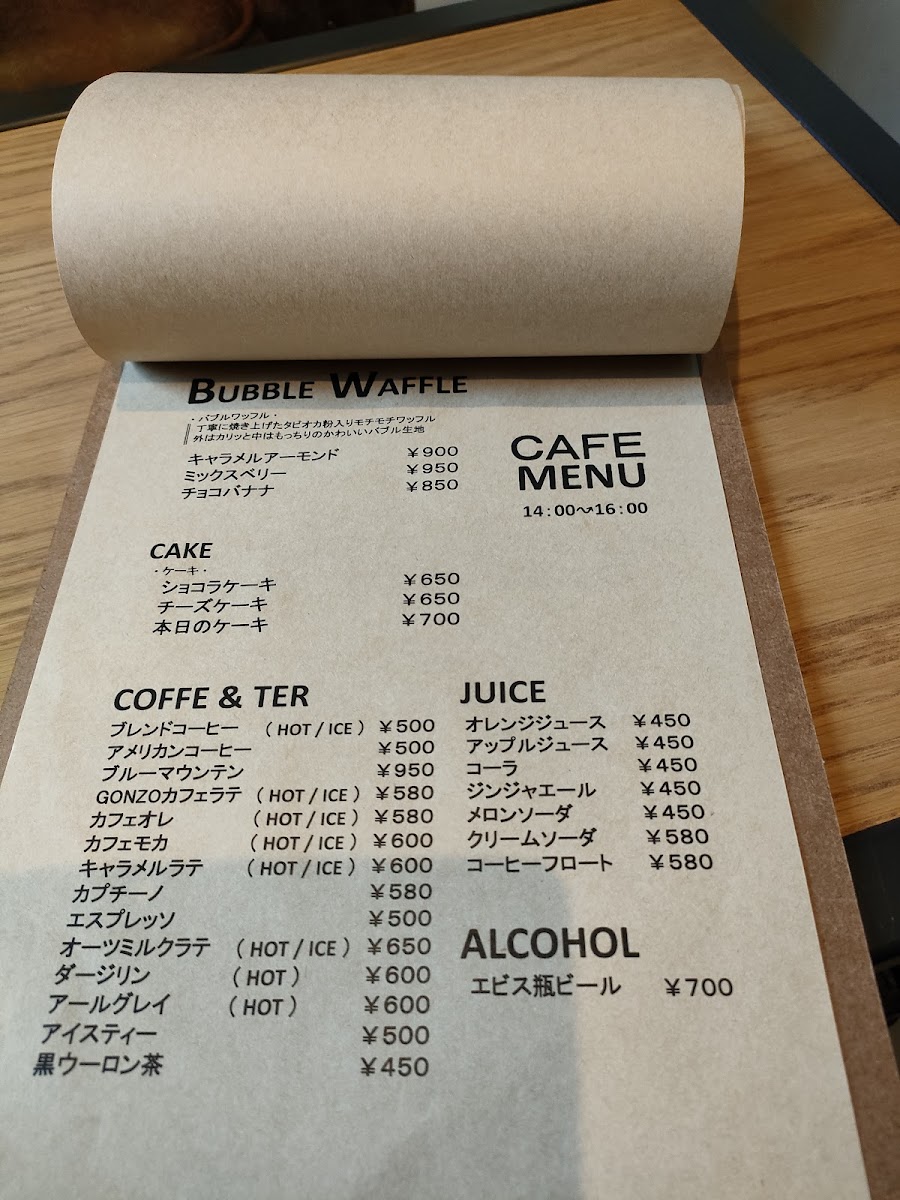 BUBBLE WAFFLE
・バブルワッフル・
丁寧に焼き上げたタピオカ粉入りモチモチワッフル
外はカリッと中はもっちりのかわいいバブル生地
キャラメルアーモンド ￥900
ミックスベリー ￥950
チョコバナナ ￥850
CAFE
MENU
14:00〜16:00
CAKE
・ケーキ・
ショコラケーキ ￥650
チーズケーキ ￥650
本日のケーキ ￥700
COFFE & TER
ブレンドコーヒー （HOT / ICE） ￥500
アメリカンコーヒー ￥500
ブルーマウンテン ￥950
GONZOカフェラテ （HOT / ICE） ￥580
カフェオレ （HOT / ICE） ￥580
カフェモカ （HOT / ICE） ￥600
キャラメルラテ （HOT / ICE） ￥600
カプチーノ ￥580
エスプレッソ ￥500
オーツミルクラテ （HOT / ICE） ￥650
ダージリン （HOT） ￥600
アールグレイ （HOT） ￥600
アイスティー ￥500
黒ウーロン茶 ￥450
JUICE
オレンジジュース ￥450
アップルジュース ￥450
コーラ ￥450
ジンジャエール ￥450
メロンソーダ ￥450
クリームソーダ ￥580
コーヒーフロート ￥580
ALCOHOL
エビス瓶ビール ￥700